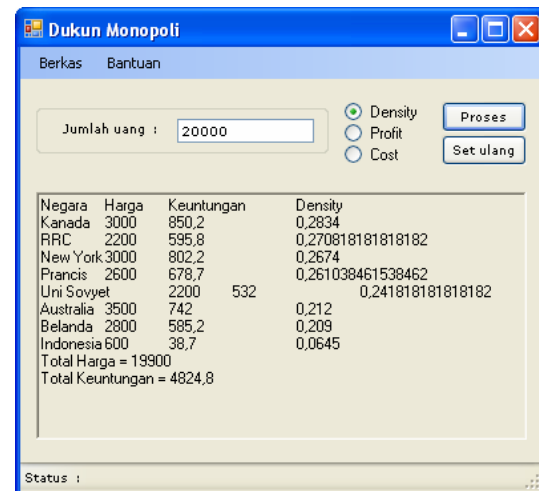 Dukun Monopoli
Berkas Bantuan
Jumlah uang : 20000
Density
Profit
Cost
Proses
Set ulang
Negara Harga Keuntungan Density
Kanada 3000 850,2 0,2834
RRC 2200 595,8 0,270818181818182
New York 3000 802,2 0,2674
Prancis 2600 678,7 0,261038461538462
Uni Sovyet 2200 532 0,241818181818182
Australia 3500 742 0,212
Belanda 2800 585,2 0,209
Indonesia 600 38,7 0,0645
Total Harga = 19900
Total Keuntungan = 4824,8
Status :